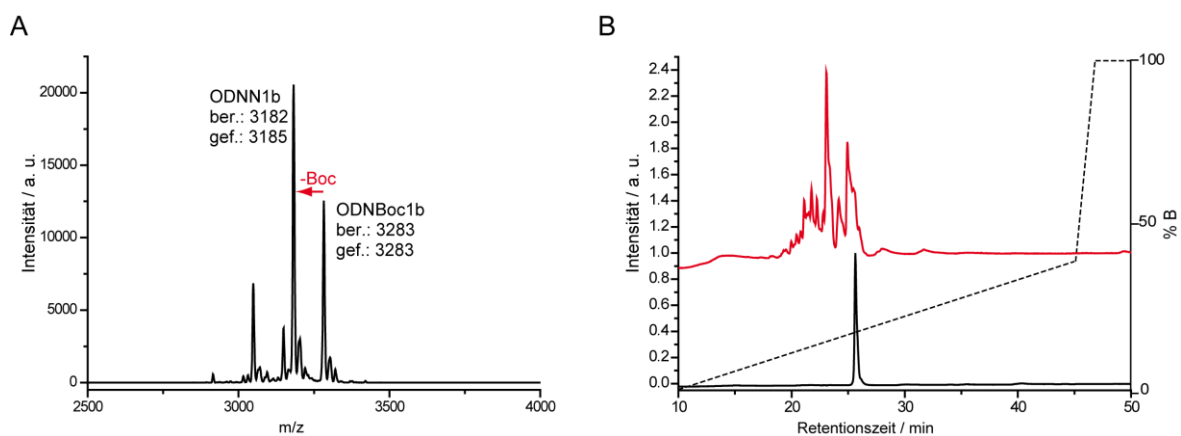 A
Intensität / a. u.
20000
15000
10000
5000
0
ODNN1b
ber.: 3182
gef.: 3185
-Boc
ODNBoc1b
ber.: 3283
gef.: 3283
2500
3000
3500
4000
m/z
B
Intensität / a. u.
2.4
2.2
2.0
1.8
1.6
1.4
1.2
1.0
0.8
0.6
0.4
0.2
0.0
100
50
0
% B
10
20
30
40
50
Retentionszeit / min